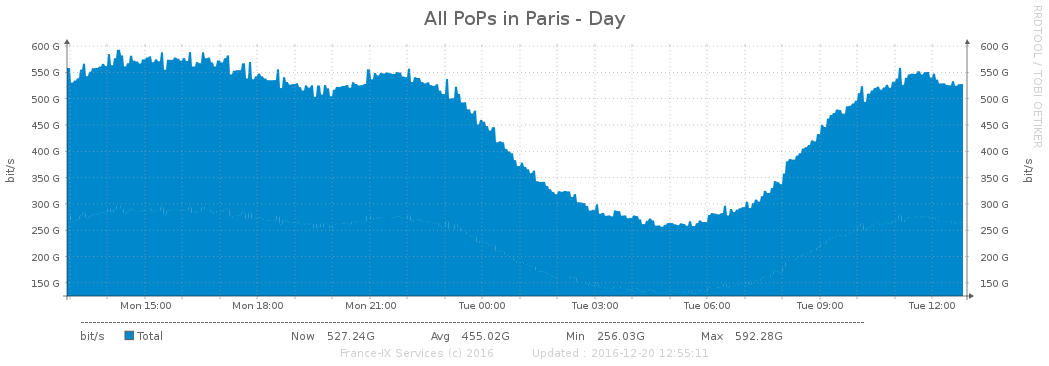 All PoPs in Paris - Day
RRDTOOL / TOBI OETIKER
600 G 600 G
550 G 550 G
500 G 500 G
450 G 450 G
400 G 400 G
350 G 350 G
300 G 300 G
250 G 250 G
200 G 200 G
150 G 150 G
bit/s bit/s
Mon 15:00 Mon 18:00 Mon 21:00 Tue 00:00 Tue 03:00 Tue 06:00 Tue 09:00 Tue 12:00
bit/s Total Now 527.24G Avg 455.02G Min 256.03G Max 592.28G
France-IX Services (c) 2016 Updated : 2016-12-20 12:55:11